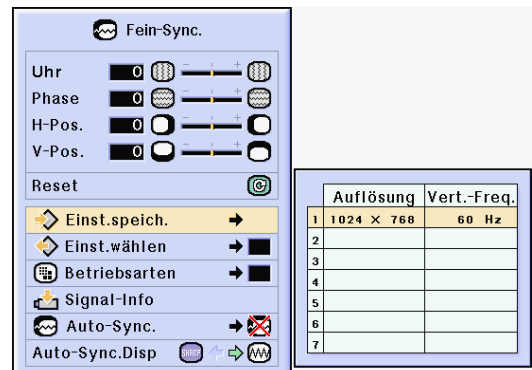 Fein-Sync.
Uhr 0
Phase 0
H-Pos. 0
V-Pos. 0
Reset
Einst.speich.
Einst.wählen
Betriebsarten
Signal-Info
Auto-Sync.
Auto-Sync.Disp SHARP
Auflösung Vert.-Freq.
1 1024 × 768 60 Hz
2
3
4
5
6
7